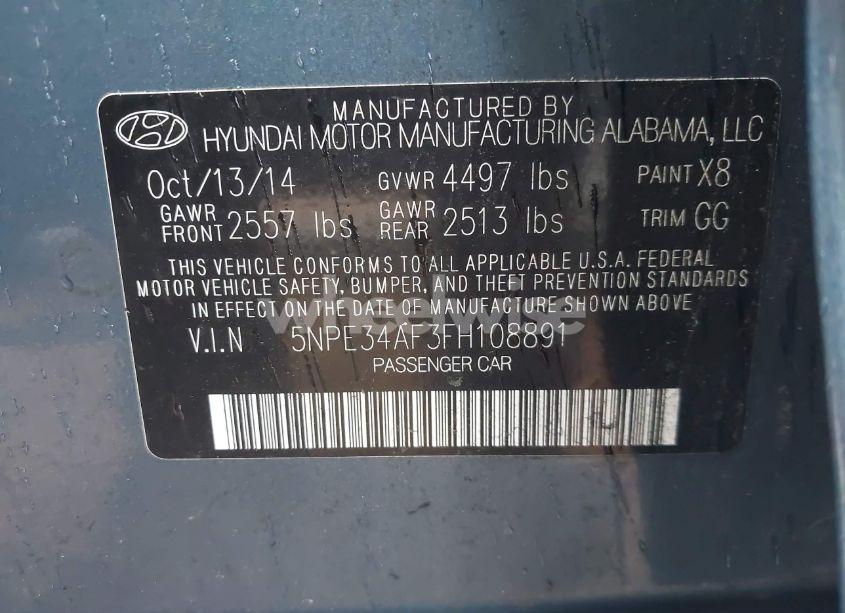 MANUFACTURED BY
HYUNDAI MOTOR MANUFACTURING ALABAMA, LLC
Oct/13/14 GVWR 4497 lbs PAINT X8
GAWR FRONT 2557 lbs GAWR REAR 2513 lbs TRIM GG
THIS VEHICLE CONFORMS TO ALL APPLICABLE U.S.A. FEDERAL
MOTOR VEHICLE SAFETY, BUMPER, AND THEFT PREVENTION STANDARDS
IN EFFECT ON THE DATE OF MANUFACTURE SHOWN ABOVE
wheelwise
V.I.N 5NPE34AF3FH108891
PASSENGER CAR